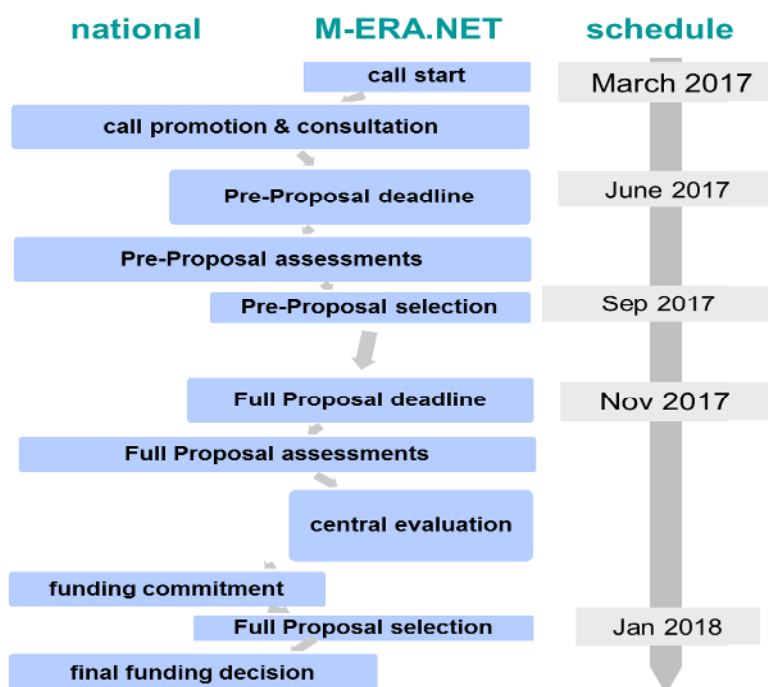 national M-ERA.NET schedule
call start March 2017
call promotion & consultation
Pre-Proposal deadline June 2017
Pre-Proposal assessments
Pre-Proposal selection Sep 2017
Full Proposal deadline Nov 2017
Full Proposal assessments
central evaluation
funding commitment
Full Proposal selection Jan 2018
final funding decision